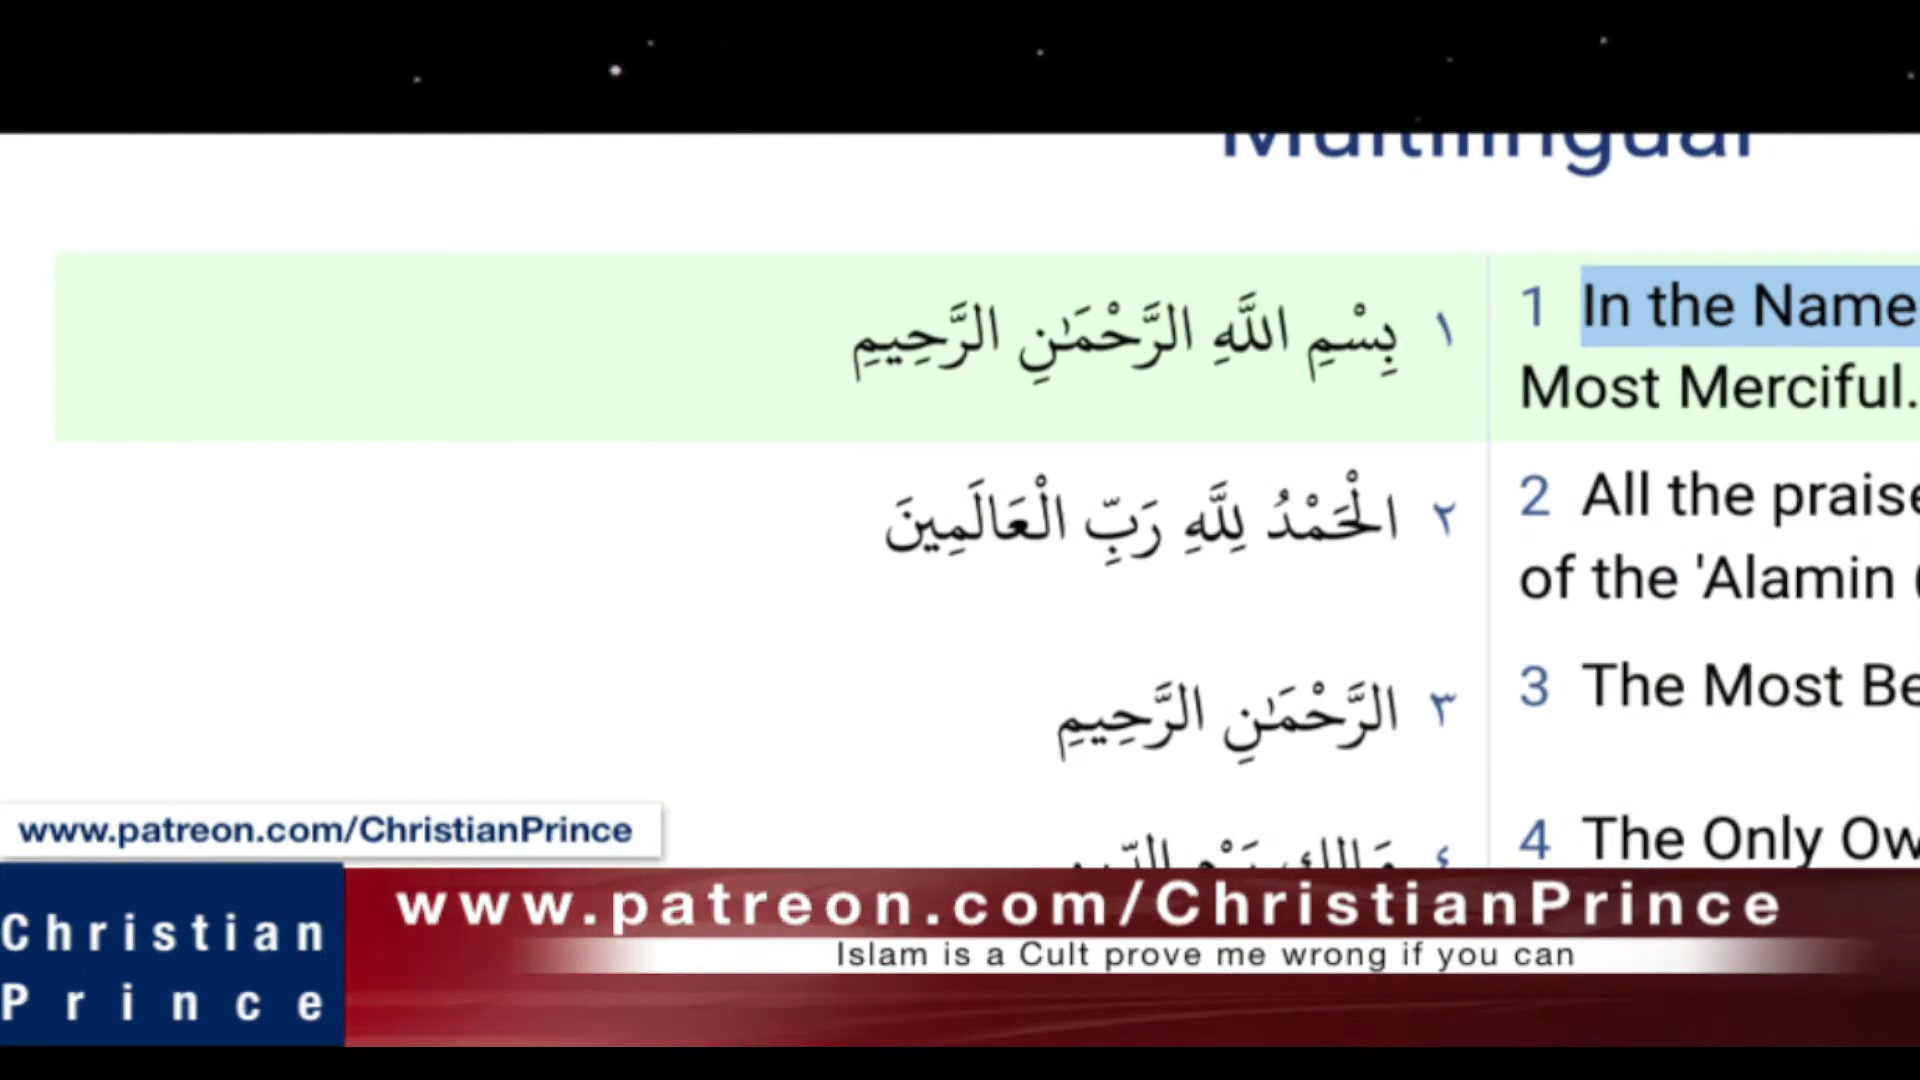 Multilingual
١ بِسْمِ اللَّهِ الرَّحْمَٰنِ الرَّحِيمِ
1 In the Name
Most Merciful.
٢ الْحَمْدُ لِلَّهِ رَبِّ الْعَالَمِينَ
2 All the praise
of the 'Alamin
٣ الرَّحْمَٰنِ الرَّحِيمِ
3 The Most Be
٤
4 The Only Ow
www.patreon.com/ChristianPrince
Christian
Prince
www.patreon.com/ChristianPrince
Islam is a Cult prove me wrong if you can